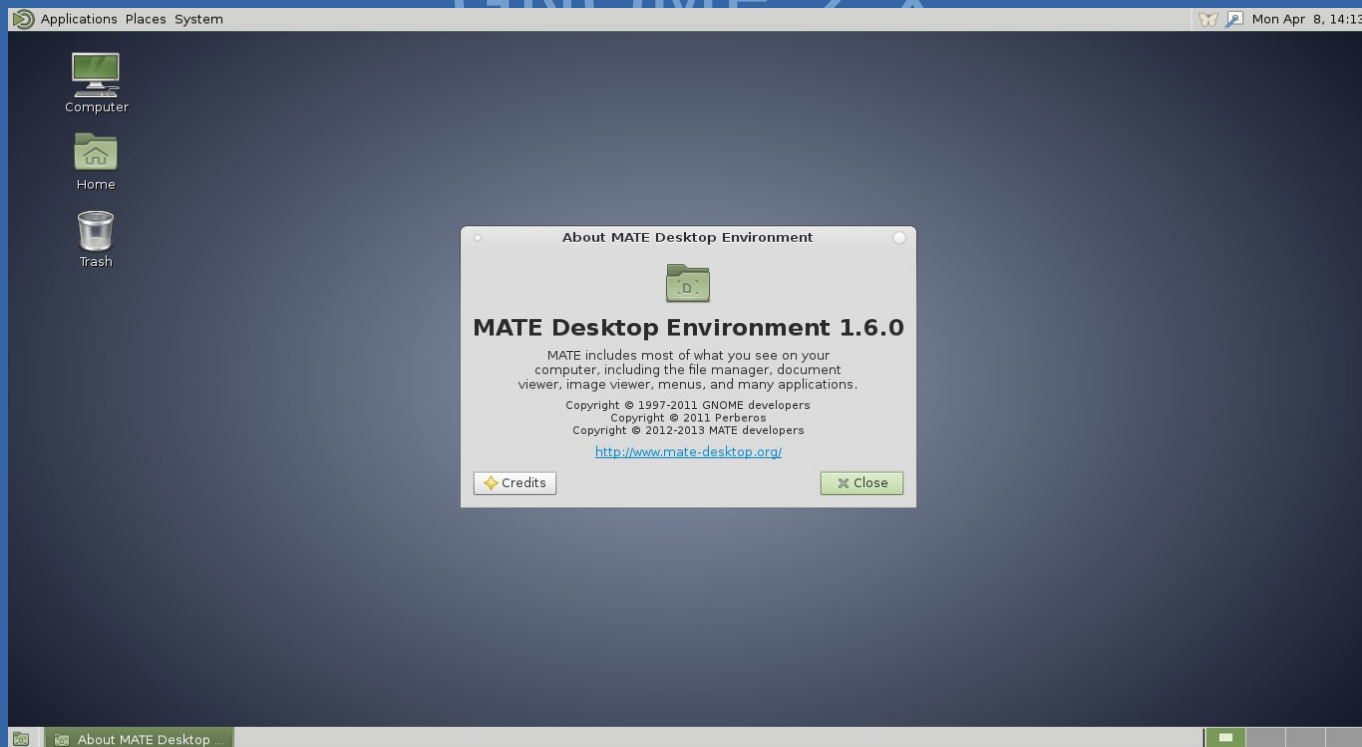 GNOME 2.X
Applications Places System
Mon Apr 8, 14:13
Computer
Home
Trash
About MATE Desktop Environment
D
MATE Desktop Environment 1.6.0
MATE includes most of what you see on your
computer, including the file manager, document
viewer, image viewer, menus, and many applications.
Copyright © 1997-2011 GNOME developers
Copyright © 2011 Perberos
Copyright © 2012-2013 MATE developers
http://www.mate-desktop.org/
Credits
Close
About MATE Desktop ...